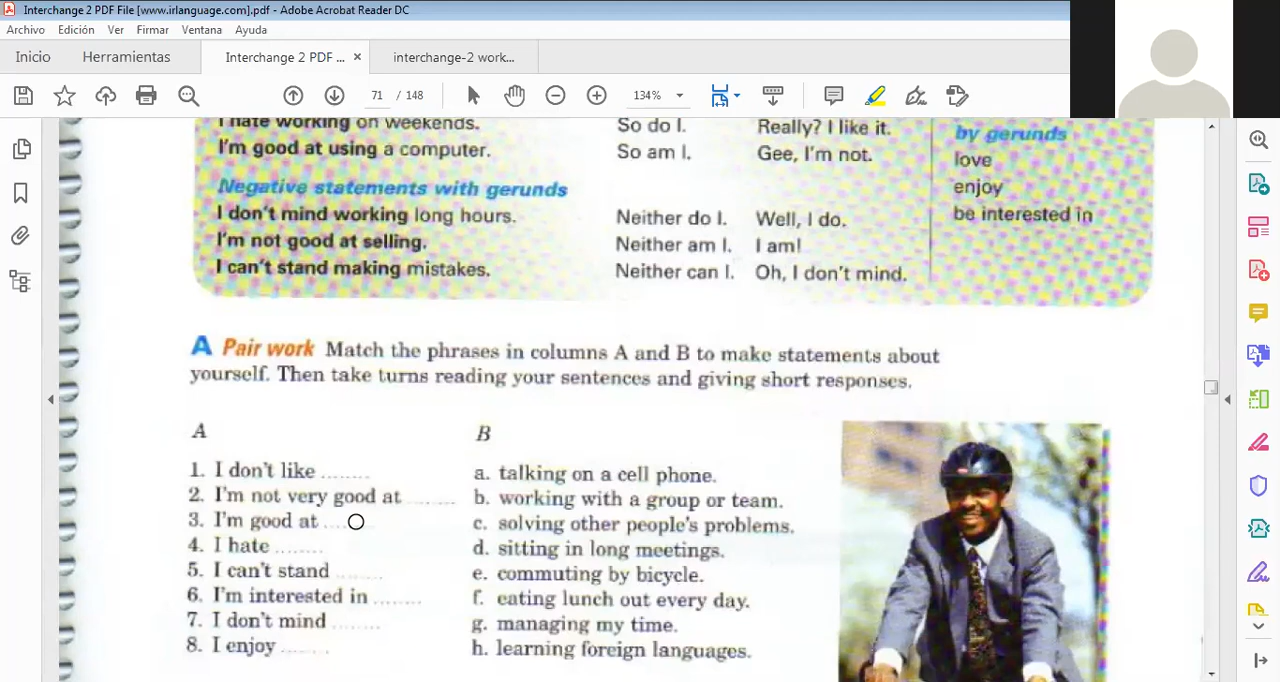 Interchange 2 PDF File [www.irlanguage.com].pdf - Adobe Acrobat Reader DC
Archivo Edición Ver Firmar Ventana Ayuda
Inicio Herramientas Interchange 2 PDF ... × interchange-2 work...
71 / 148 134%
I hate working on weekends. So do I. Really? I like it. by gerunds
I'm good at using a computer. So am I. Gee, I'm not. love
Negative statements with gerunds enjoy
I don't mind working long hours. Neither do I. Well, I do. be interested in
I'm not good at selling. Neither am I. I am!
I can't stand making mistakes. Neither can I. Oh, I don't mind.
A Pair work Match the phrases in columns A and B to make statements about
yourself. Then take turns reading your sentences and giving short responses.
A B
1. I don't like ........ a. talking on a cell phone.
2. I'm not very good at ........ b. working with a group or team.
3. I'm good at ........ c. solving other people's problems.
4. I hate ........ d. sitting in long meetings.
5. I can't stand ........ e. commuting by bicycle.
6. I'm interested in ........ f. eating lunch out every day.
7. I don't mind ........ g. managing my time.
8. I enjoy ........ h. learning foreign languages.